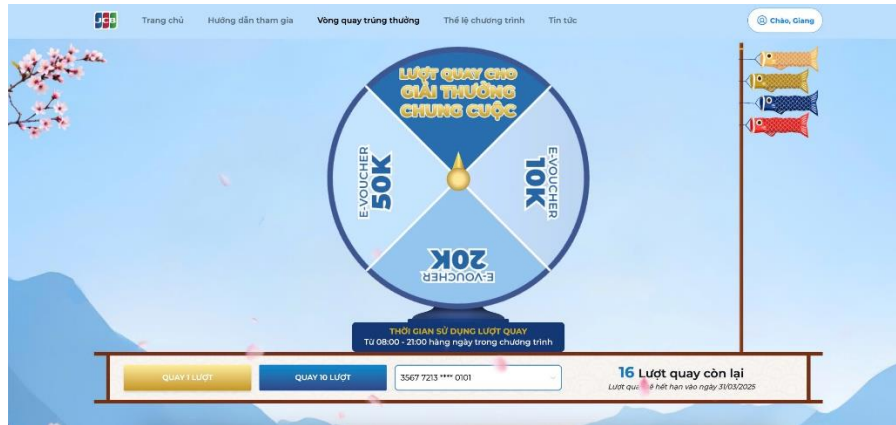 JCB
Trang chủ
Hướng dẫn tham gia
Vòng quay trúng thưởng
Thể lệ chương trình
Tin tức
Chào, Giang
LƯỢT QUAY CHO
GIẢI THƯỞNG
CHUNG CUỘC
E-VOUCHER
50K
E-VOUCHER
10K
E-VOUCHER
20K
THỜI GIAN SỬ DỤNG LƯỢT QUAY
Từ 08:00 - 21:00 hàng ngày trong chương trình
QUAY 1 LƯỢT
QUAY 10 LƯỢT
3567 7213 **** 0101
16 Lượt quay còn lại
Lượt hết hạn vào ngày 31/03/2025